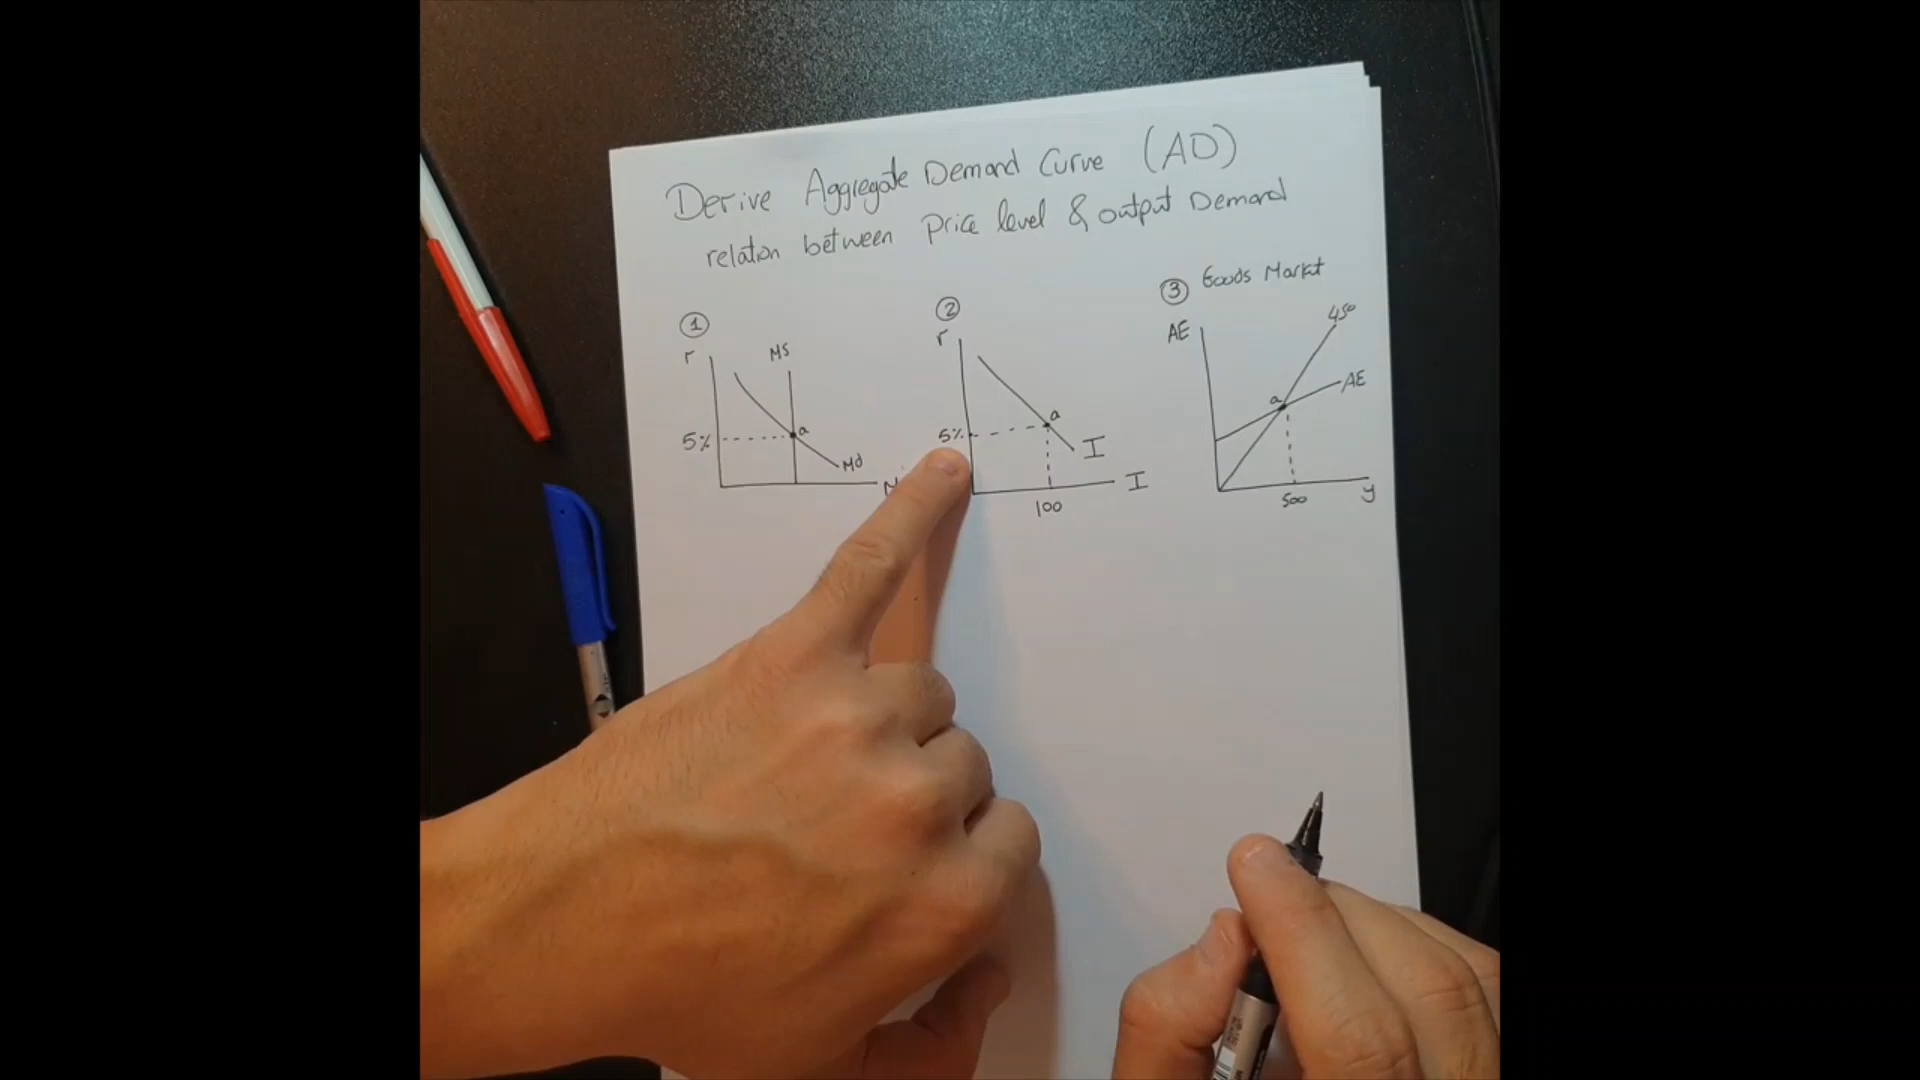 Derive Aggregate Demand Curve (AD)
relation between Price level & output Demand
1
r
MS
5%
a
Md
2
r
5%
a
I
I
100
3 Goods Market
AE
45°
AE
a
500
y